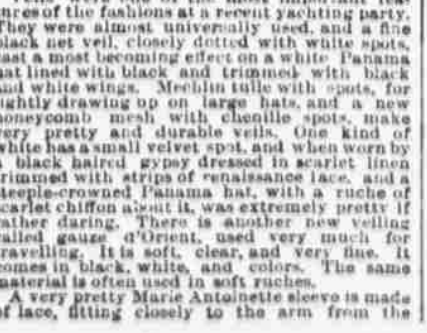 ures of the fashions at a recent yachting party.
They were almost universally used, and a fine
black net veil, closely dotted with white spots,
cast a most becoming effect on a white Panama
hat lined with black and trimmed with black
and white wings. Mechlin tulle with spots, for
tightly drawing up on large hats, and a new
honeycomb mesh with chenille spots, make
very pretty and durable veils. One kind of
white has a small velvet spot, and when worn by
a black haired gypsy dressed in scarlet linen
trimmed with strips of renaissance lace, and a
steeple-crowned Panama hat, with a ruche of
scarlet chiffon about it, was extremely pretty if
rather daring. There is another new veiling
called gauze d'Orient, used very much for
travelling. It is soft, clear, and very fine. It
comes in black, white, and colors. The same
material is often used in soft ruches.
A very pretty Marie Antoinette sleeve is made
of lace, fitting closely to the arm from the